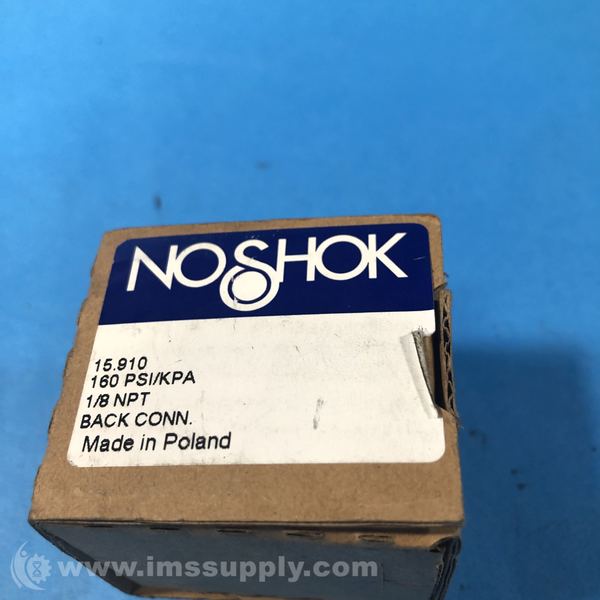 NOSHOK
15.910
160 PSI/KPA
1/8 NPT
BACK CONN.
Made in Poland
www.imssupply.com